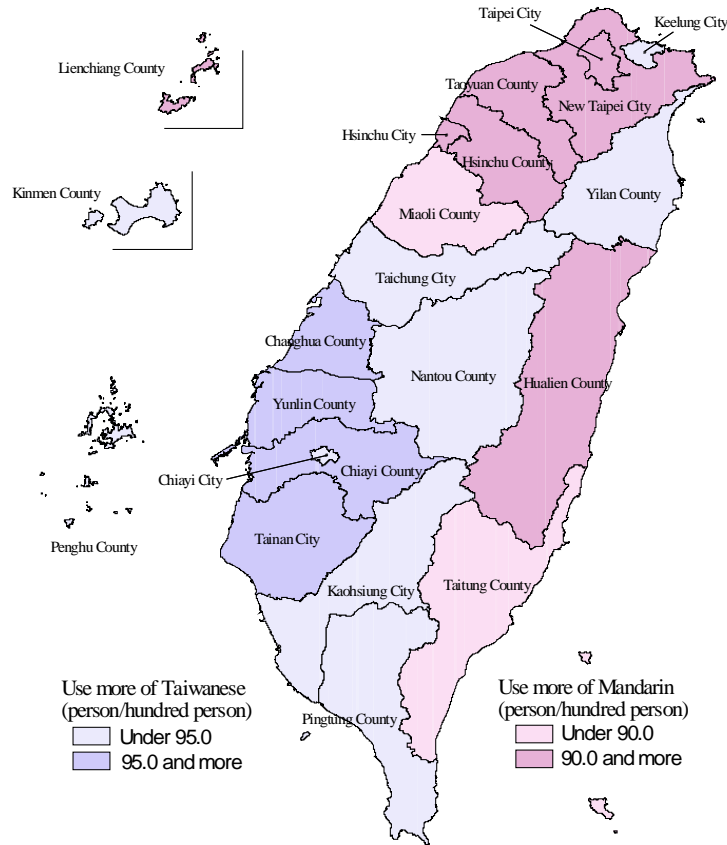 Taipei City
Keelung City
Lienchiang County
Taoyuan County
New Taipei City
Hsinchu City
Hsinchu County
Kinmen County
Yilan County
Miaoli County
Taichung City
Changhua County
Nantou County
Hualien County
Yunlin County
Chiayi City
Chiayi County
Penghu County
Tainan City
Kaohsiung City
Taitung County
Pingtung County
Use more of Taiwanese
(person/hundred person)
Under 95.0
95.0 and more
Use more of Mandarin
(person/hundred person)
Under 90.0
90.0 and more